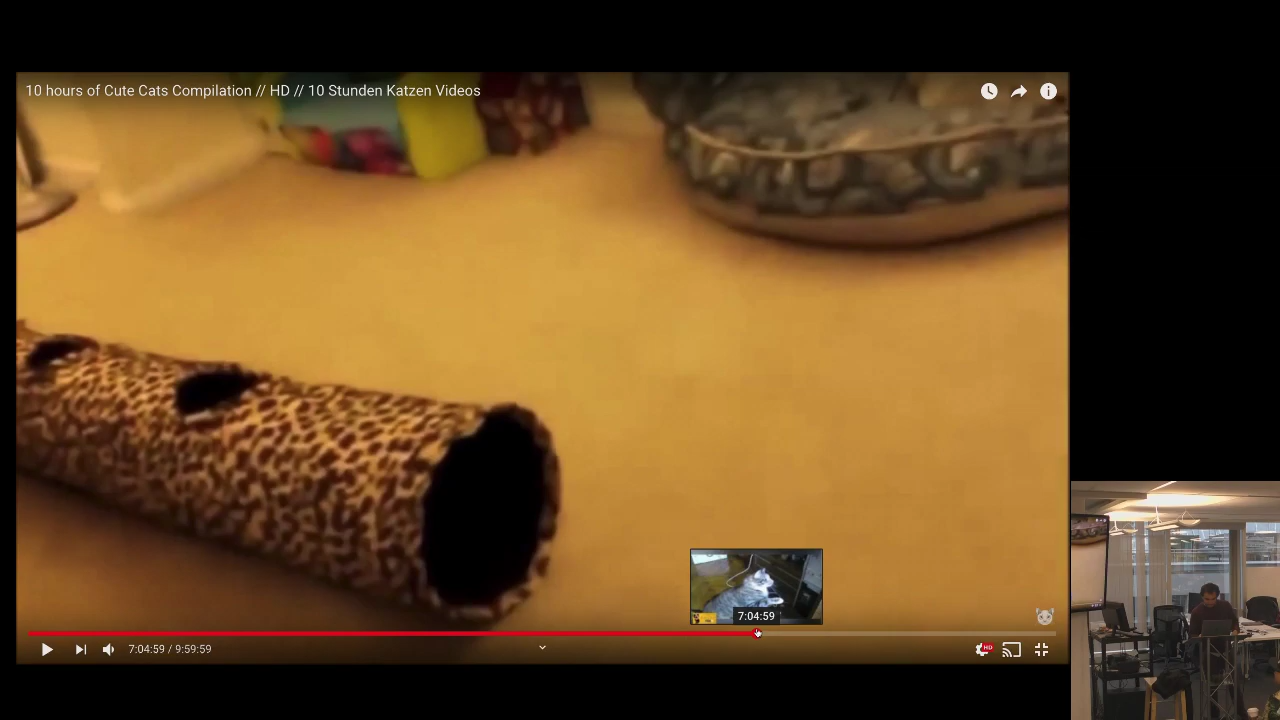 10 hours of Cute Cats Compilation // HD // 10 Stunden Katzen Videos
7:04:59
7:04:59 / 9:59:59
HD